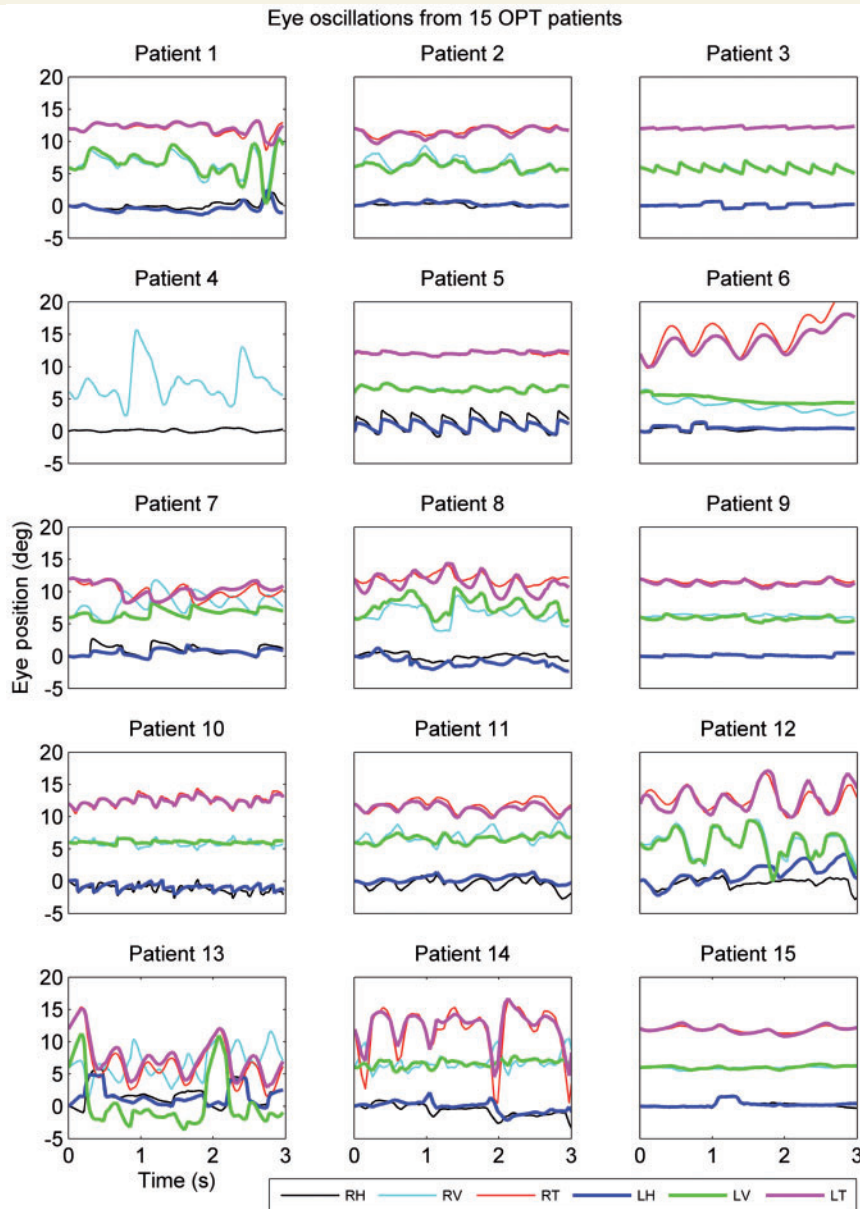 Eye oscillations from 15 OPT patients
Patient 1
Patient 2
Patient 3
20
15
10
5
0
-5
Patient 4
Patient 5
Patient 6
20
15
10
5
0
-5
Patient 7
Patient 8
Patient 9
20
15
10
5
0
-5
Eye position (deg)
Patient 10
Patient 11
Patient 12
20
15
10
5
0
-5
Patient 13
Patient 14
Patient 15
20
15
10
5
0
-5
0 1 2 3
0 1 2 3
0 1 2 3
Time (s)
RH RV RT LH LV LT